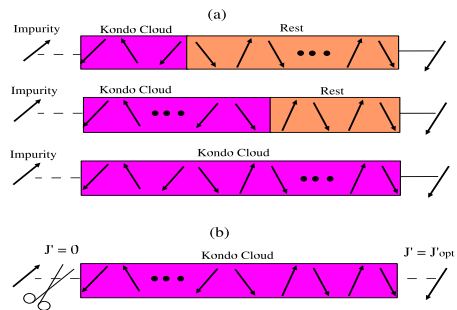 (a)
Impurity Kondo Cloud Rest
Impurity Kondo Cloud Rest
Impurity Kondo Cloud
(b)
J' = 0 Kondo Cloud J' = J'opt